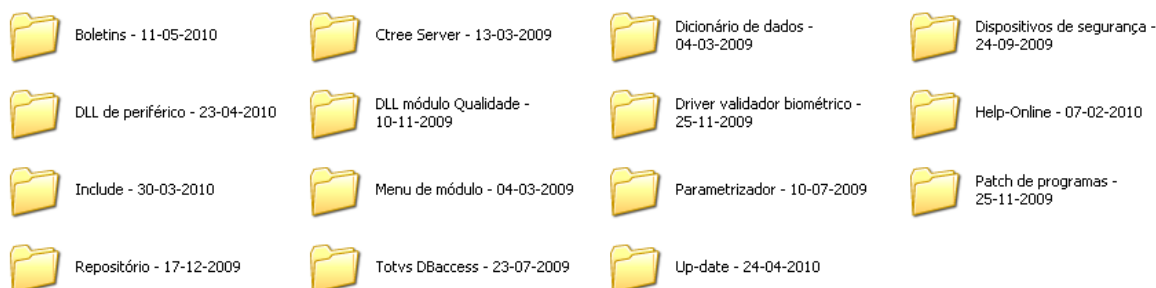 Boletins - 11-05-2010
Ctree Server - 13-03-2009
Dicionário de dados -
04-03-2009
Dispositivos de segurança -
24-09-2009
DLL de periférico - 23-04-2010
DLL módulo Qualidade -
10-11-2009
Driver validador biométrico -
25-11-2009
Help-Online - 07-02-2010
Include - 30-03-2010
Menu de módulo - 04-03-2009
Parametrizador - 10-07-2009
Patch de programas -
25-11-2009
Repositório - 17-12-2009
Totvs DBaccess - 23-07-2009
Up-date - 24-04-2010